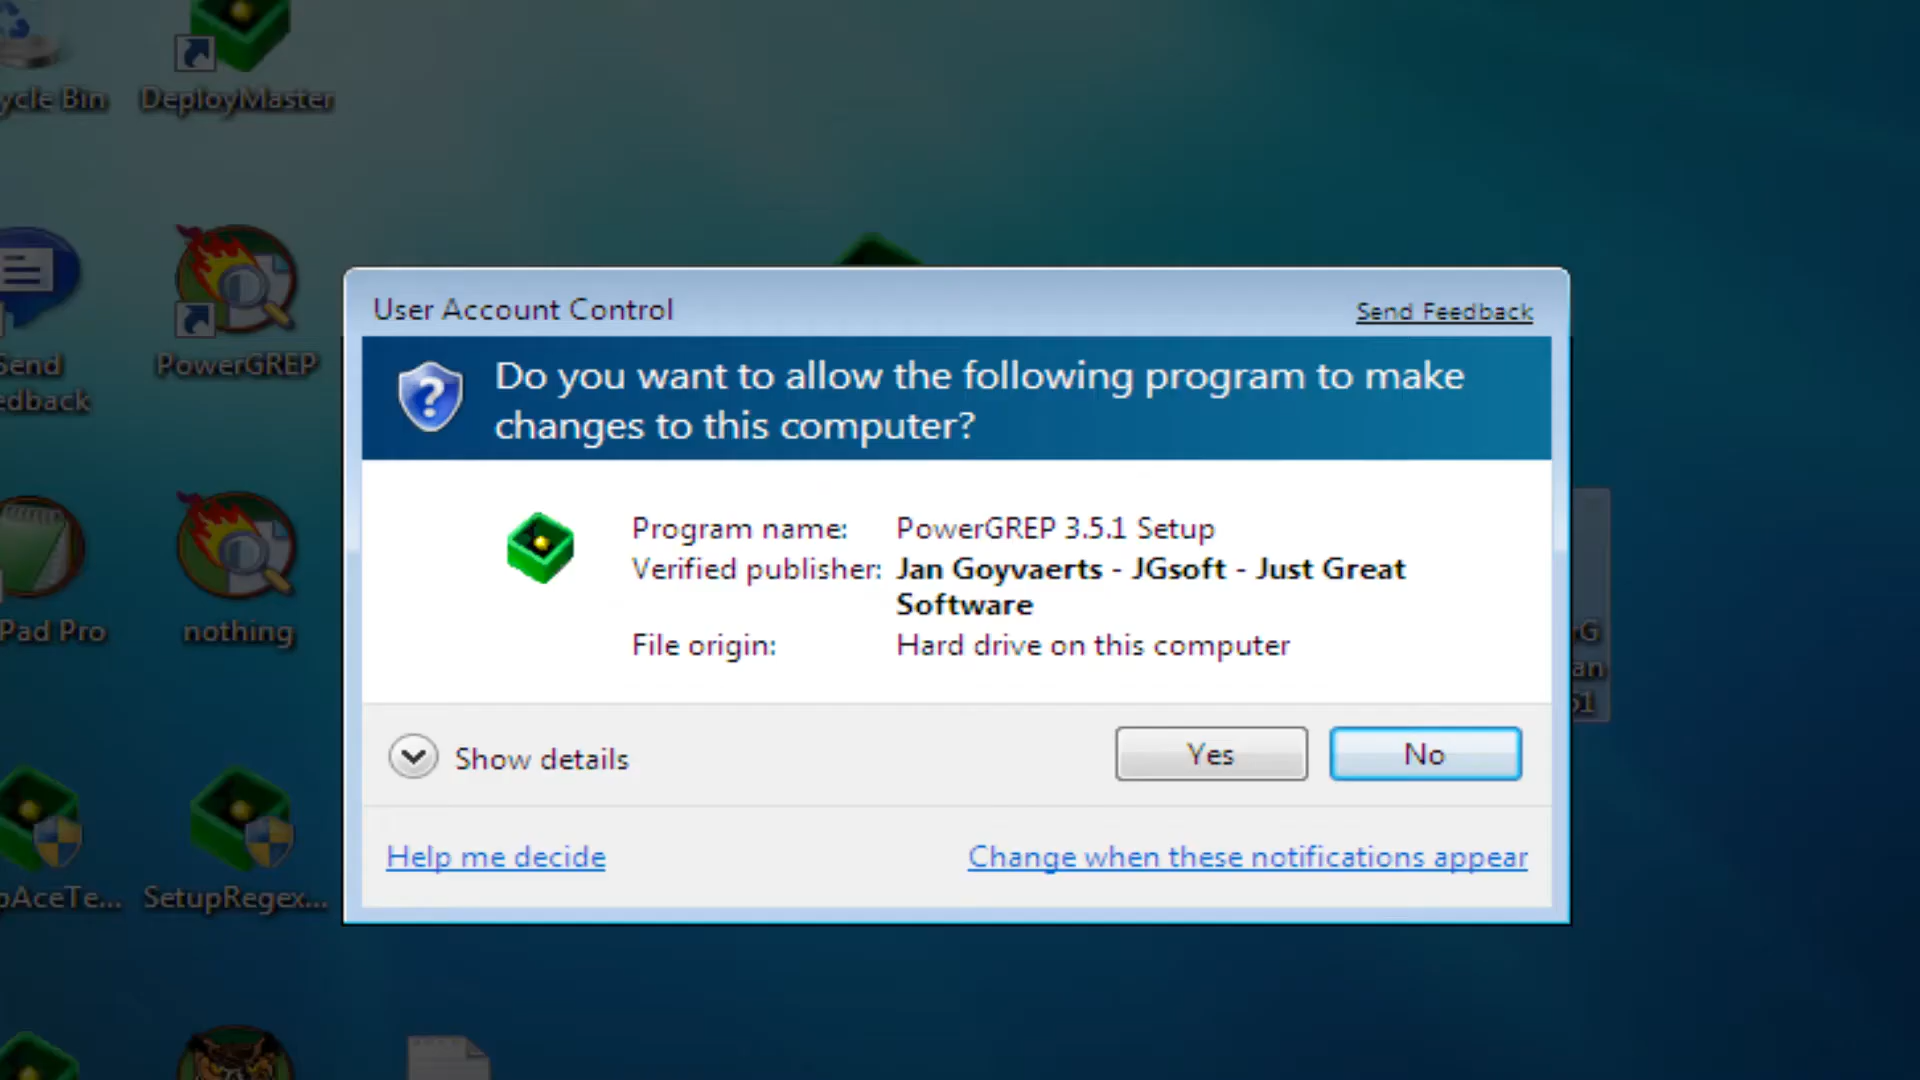 ycle Bin
DeployMaster
Send
edback
PowerGREP
Pad Pro
nothing
pAceTe...
SetupRegex...
User Account Control
Send Feedback
Do you want to allow the following program to make
changes to this computer?
Program name: PowerGREP 3.5.1 Setup
Verified publisher: Jan Goyvaerts - JGsoft - Just Great
Software
File origin: Hard drive on this computer
Show details
Yes
No
Help me decide
Change when these notifications appear